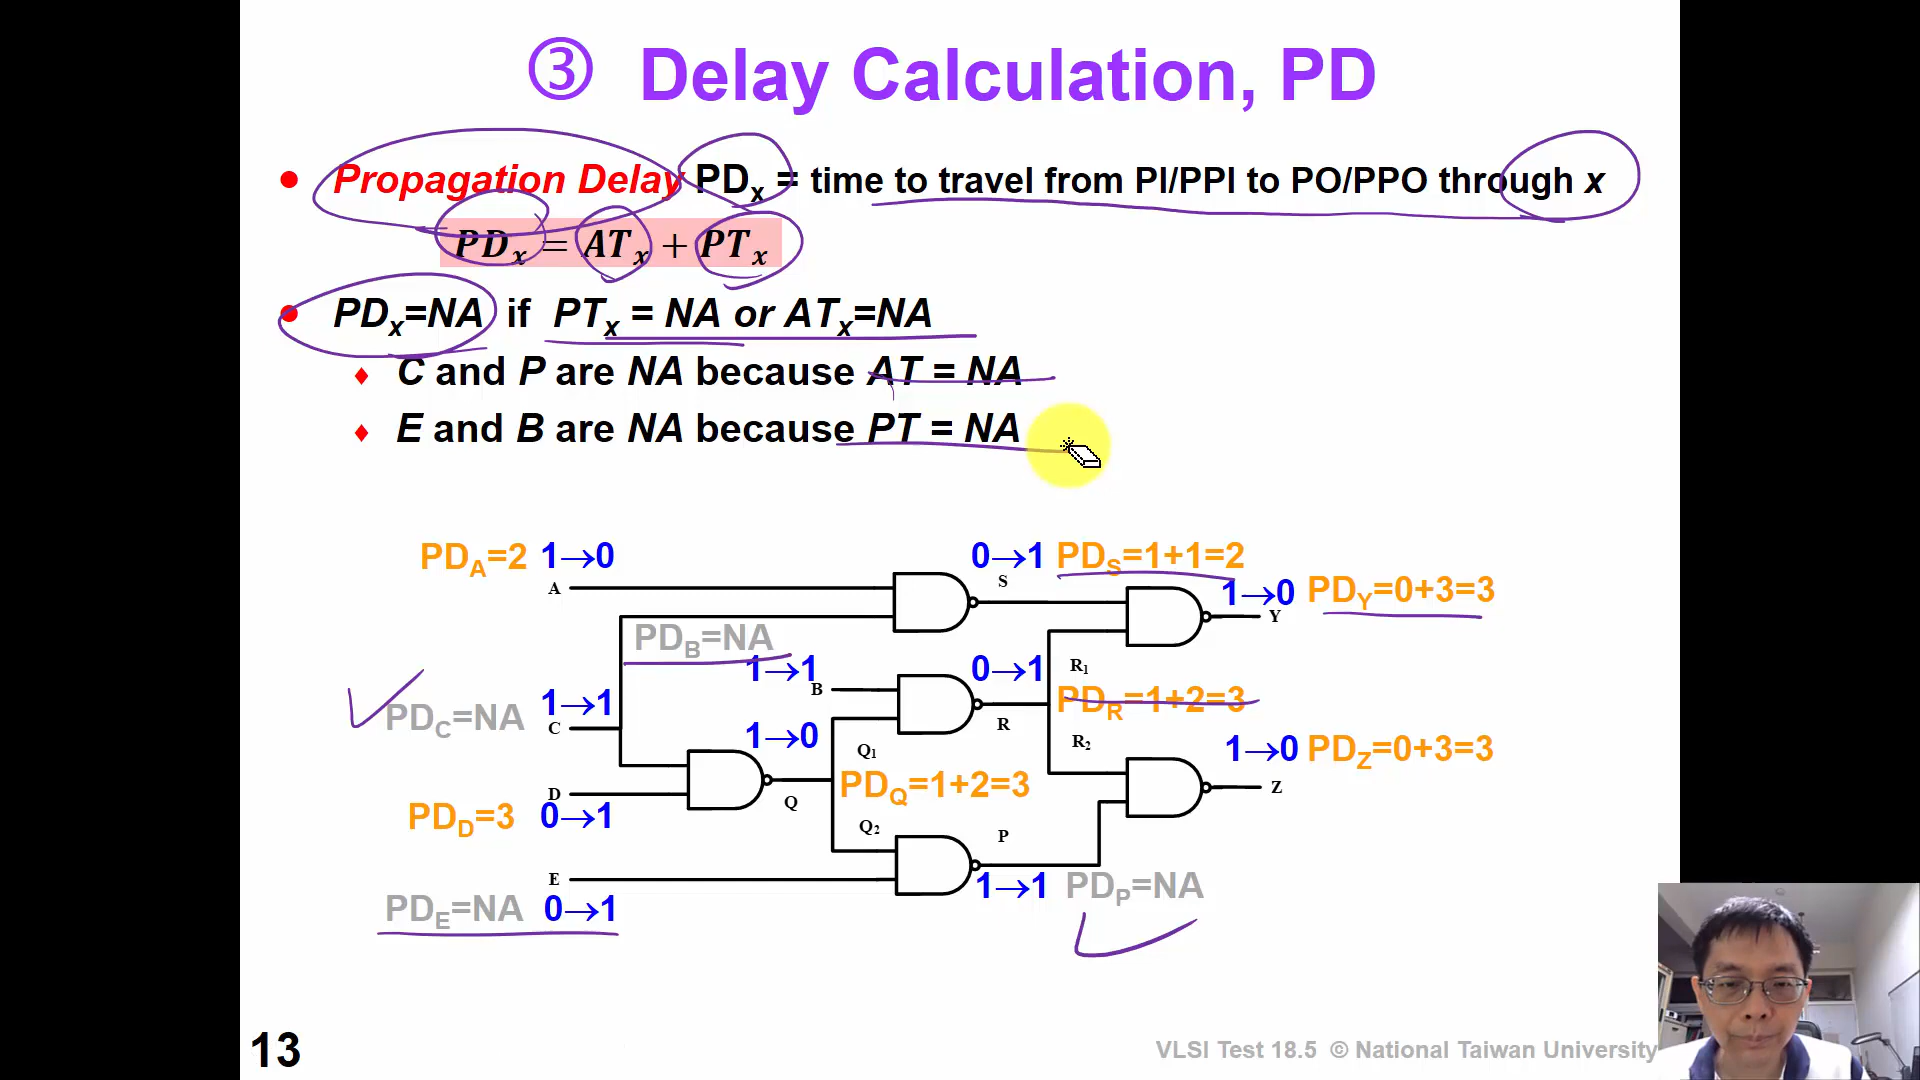 ③ Delay Calculation, PD
• Propagation Delay PDx = time to travel from PI/PPI to PO/PPO through x
PDx = ATx + PTx
• PDx=NA if PTx = NA or ATx=NA
♦ C and P are NA because AT = NA
♦ E and B are NA because PT = NA
PDA=2 1→0
A
0→1 PDS=1+1=2
S
1→0 PDY=0+3=3
Y
PDB=NA
1→1
B
0→1
R1
PDR=1+2=3
R
R2
PDC=NA 1→1
C
1→0
Q1
Q
PDQ=1+2=3
Q2
1→0 PDZ=0+3=3
Z
D
PDD=3 0→1
P
1→1 PDP=NA
E
PDE=NA 0→1
13
VLSI Test 18.5 © National Taiwan University